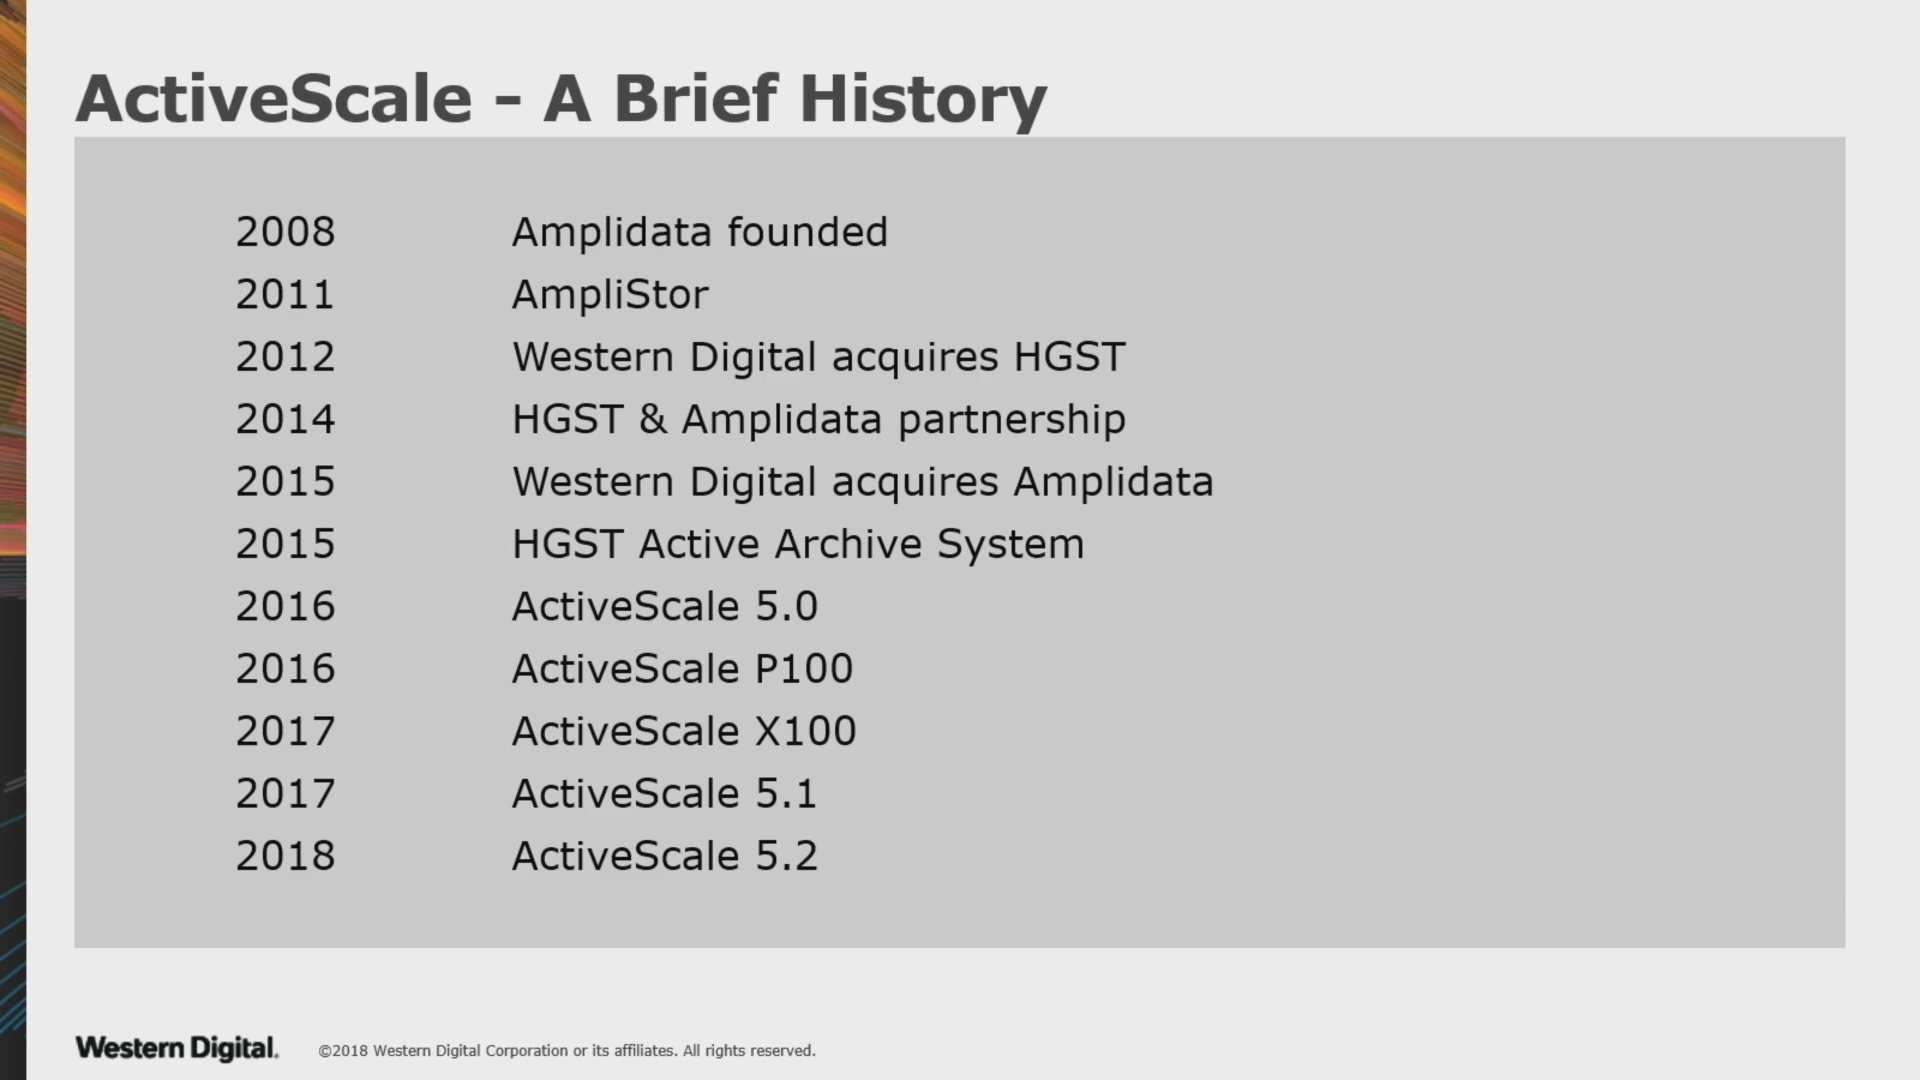 ActiveScale - A Brief History
2008 Amplidata founded
2011 AmpliStor
2012 Western Digital acquires HGST
2014 HGST & Amplidata partnership
2015 Western Digital acquires Amplidata
2015 HGST Active Archive System
2016 ActiveScale 5.0
2016 ActiveScale P100
2017 ActiveScale X100
2017 ActiveScale 5.1
2018 ActiveScale 5.2
Western Digital. ©2018 Western Digital Corporation or its affiliates. All rights reserved.